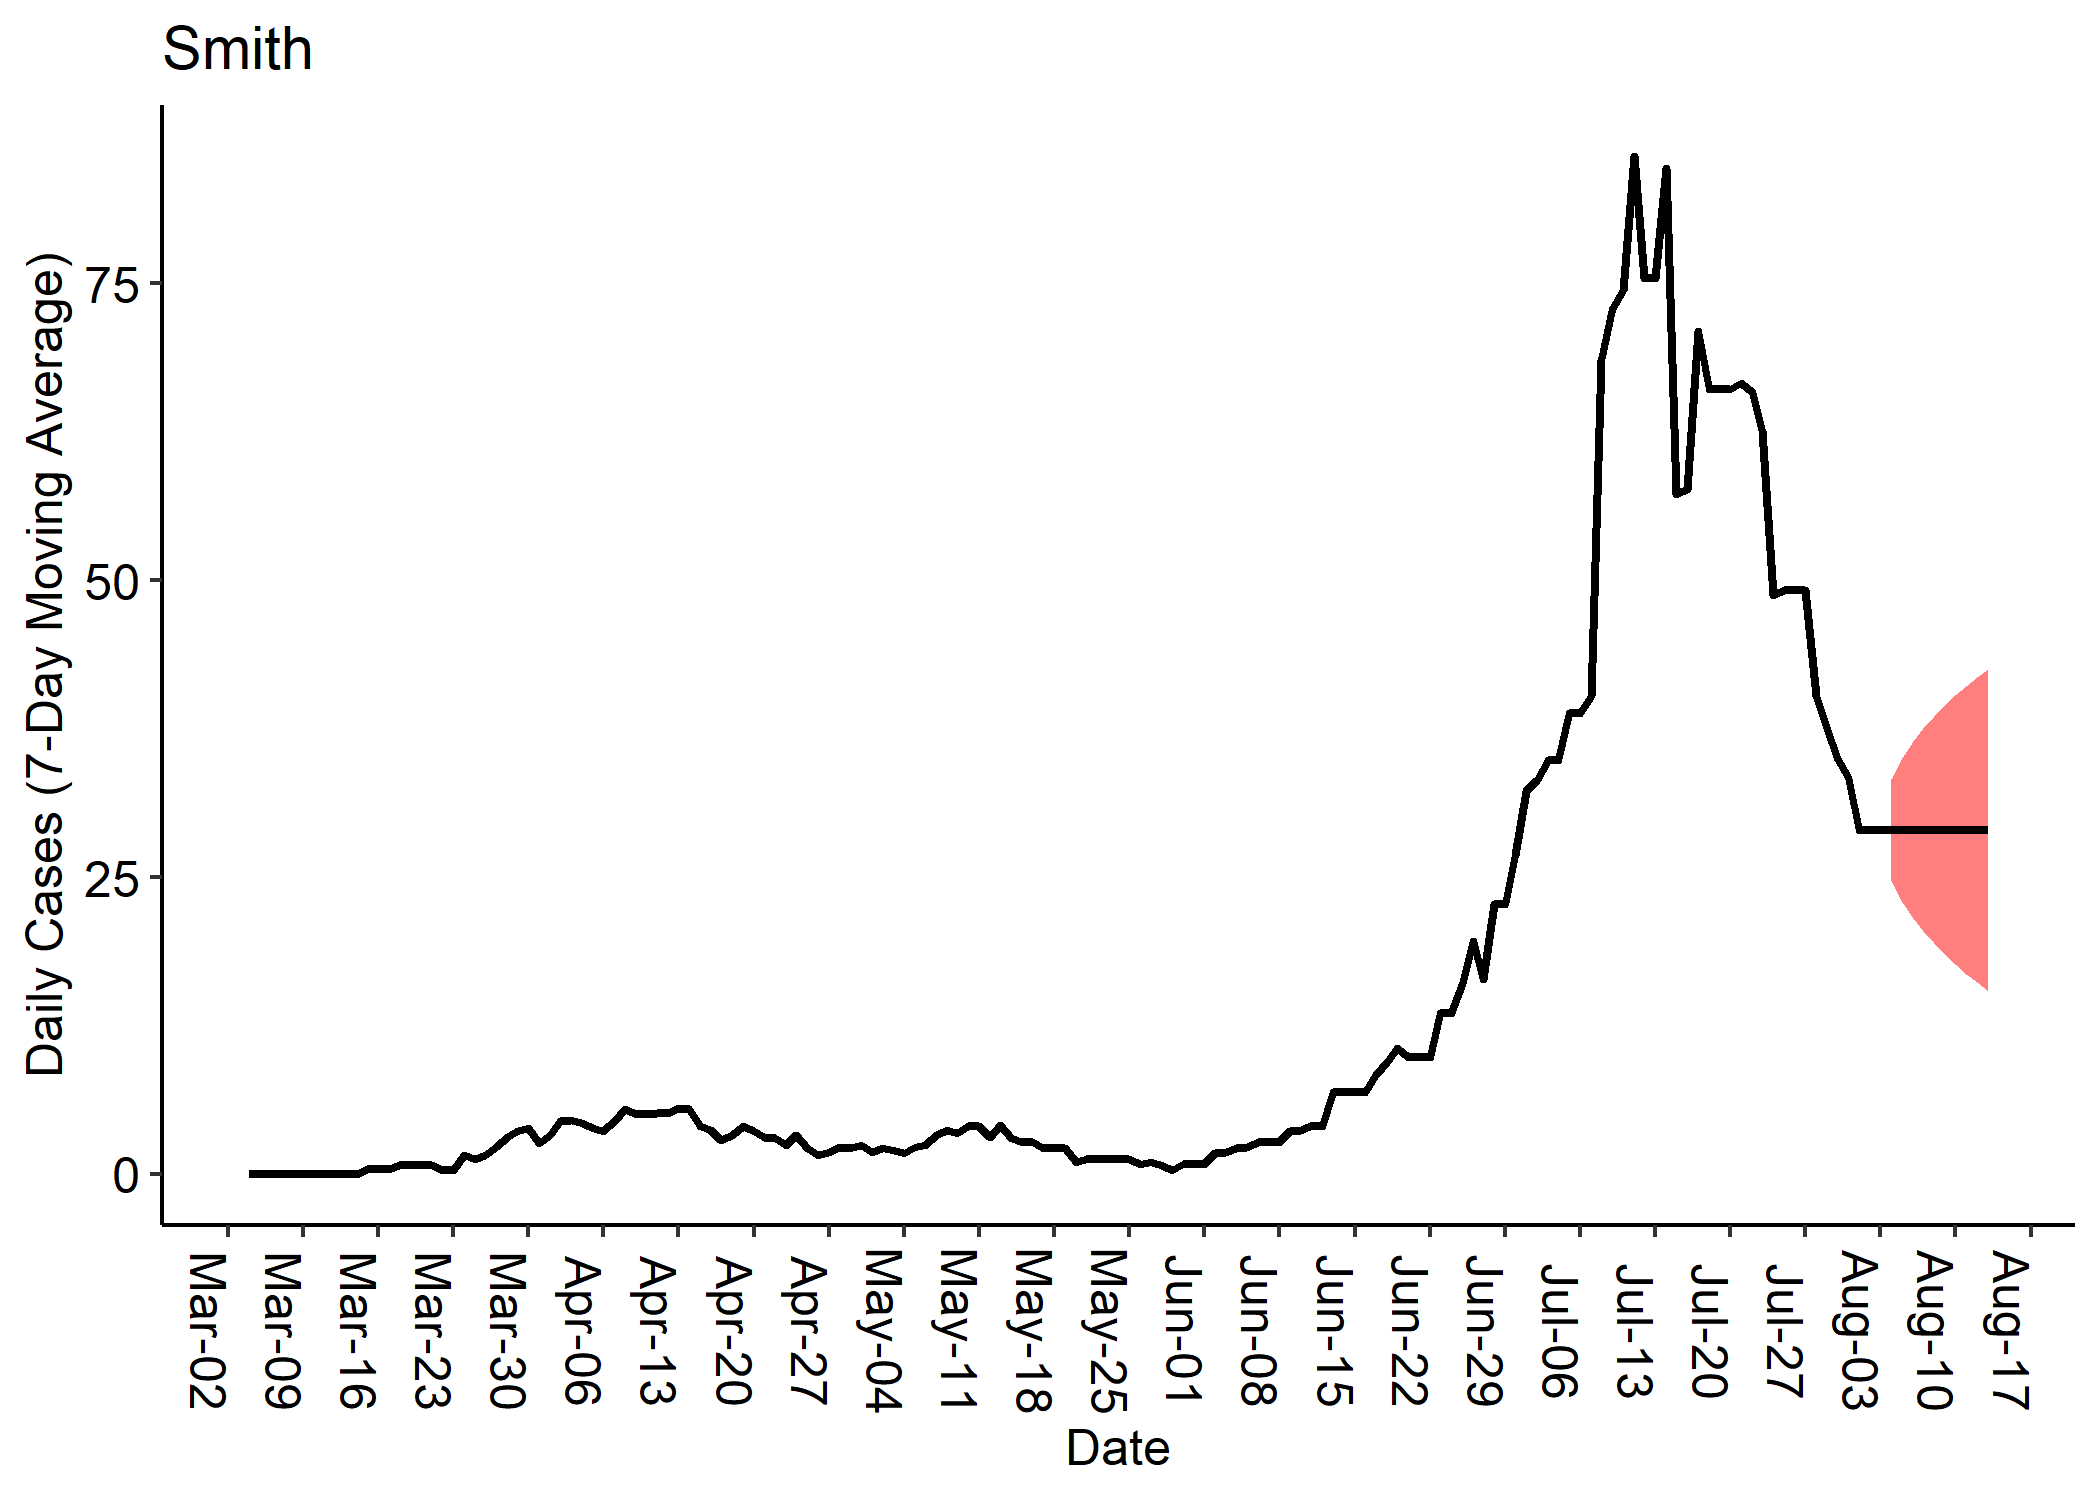 Smith
Daily Cases (7-Day Moving Average)
75
50
25
0
Mar-02
Mar-09
Mar-16
Mar-23
Mar-30
Apr-06
Apr-13
Apr-20
Apr-27
May-04
May-11
May-18
May-25
Jun-01
Jun-08
Jun-15
Jun-22
Jun-29
Jul-06
Jul-13
Jul-20
Jul-27
Aug-03
Aug-10
Aug-17
Date